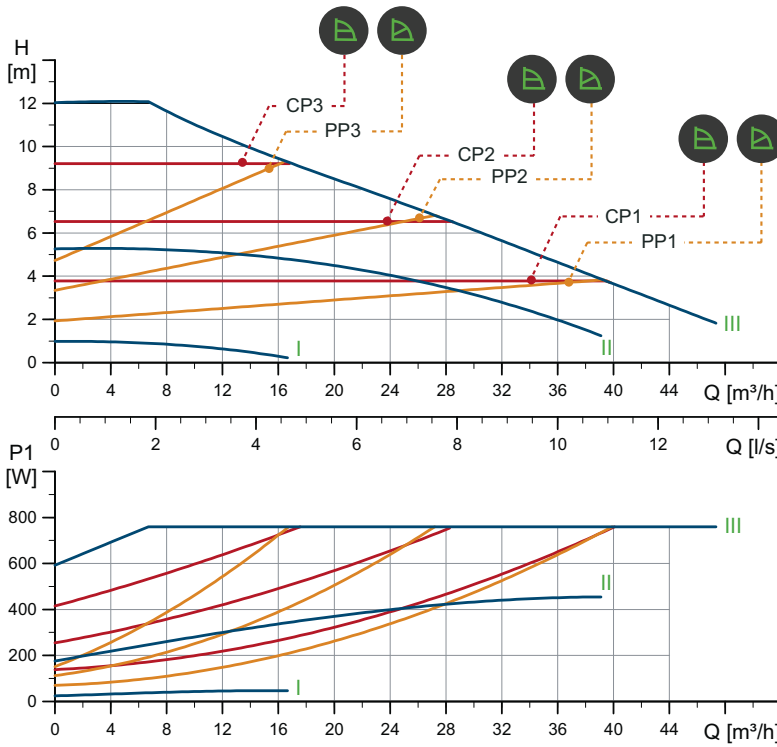 H
[m]
12
10
8
6
4
2
0
CP3
PP3
CP2
PP2
CP1
PP1
III
II
I
0 4 8 12 16 20 24 28 32 36 40 44 Q [m³/h]
0 2 4 6 8 10 12 Q [l/s]
P1
[W]
800
600
400
200
0
III
II
I
0 4 8 12 16 20 24 28 32 36 40 44 Q [m³/h]